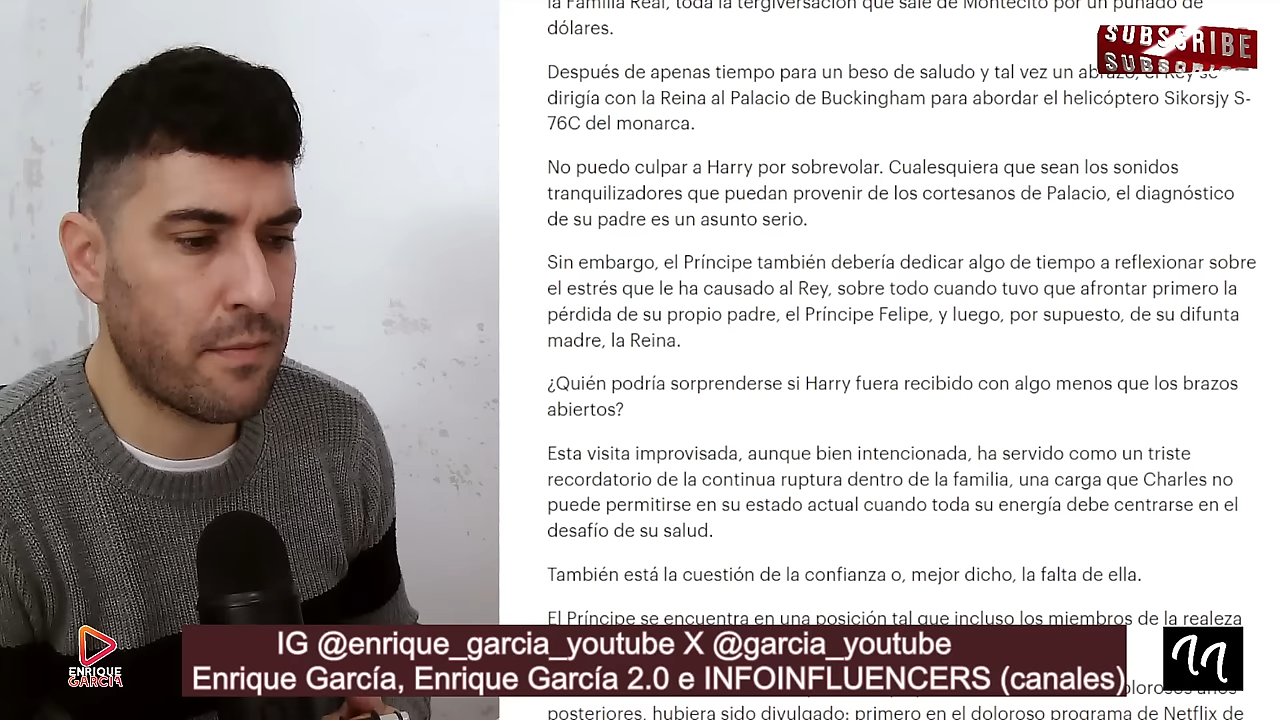 la Familia Real, toda la tergiversación que sale de Montecito por un puñado de
dólares.
SUBSCRIBE
SUBSCRIBE
Después de apenas tiempo para un beso de saludo y tal vez un abrazo, el Rey se
dirigía con la Reina al Palacio de Buckingham para abordar el helicóptero Sikorsjy S-
76C del monarca.
No puedo culpar a Harry por sobrevolar. Cualesquiera que sean los sonidos
tranquilizadores que puedan provenir de los cortesanos de Palacio, el diagnóstico
de su padre es un asunto serio.
Sin embargo, el Príncipe también debería dedicar algo de tiempo a reflexionar sobre
el estrés que le ha causado al Rey, sobre todo cuando tuvo que afrontar primero la
pérdida de su propio padre, el Príncipe Felipe, y luego, por supuesto, de su difunta
madre, la Reina.
¿Quién podría sorprenderse si Harry fuera recibido con algo menos que los brazos
abiertos?
Esta visita improvisada, aunque bien intencionada, ha servido como un triste
recordatorio de la continua ruptura dentro de la familia, una carga que Charles no
puede permitirse en su estado actual cuando toda su energía debe centrarse en el
desafío de su salud.
También está la cuestión de la confianza o, mejor dicho, la falta de ella.
El Príncipe se encuentra en una posición tal que incluso los miembros de la realeza
IG @enrique_garcia_youtube X @garcia_youtube
Enrique García, Enrique García 2.0 e INFOINFLUENCERS (canales)
ENRIQUE
GARCÍA
posteriores, hubiera sido divulgado: primero en el doloroso programa de Netflix de